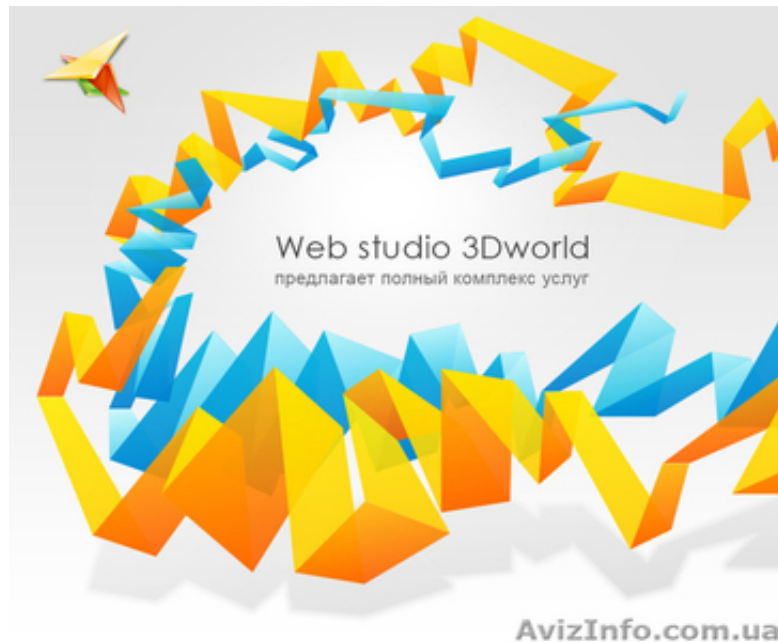 Web studio 3Dworld
предлагает полный комплекс услуг
AvizInfo.com.ua